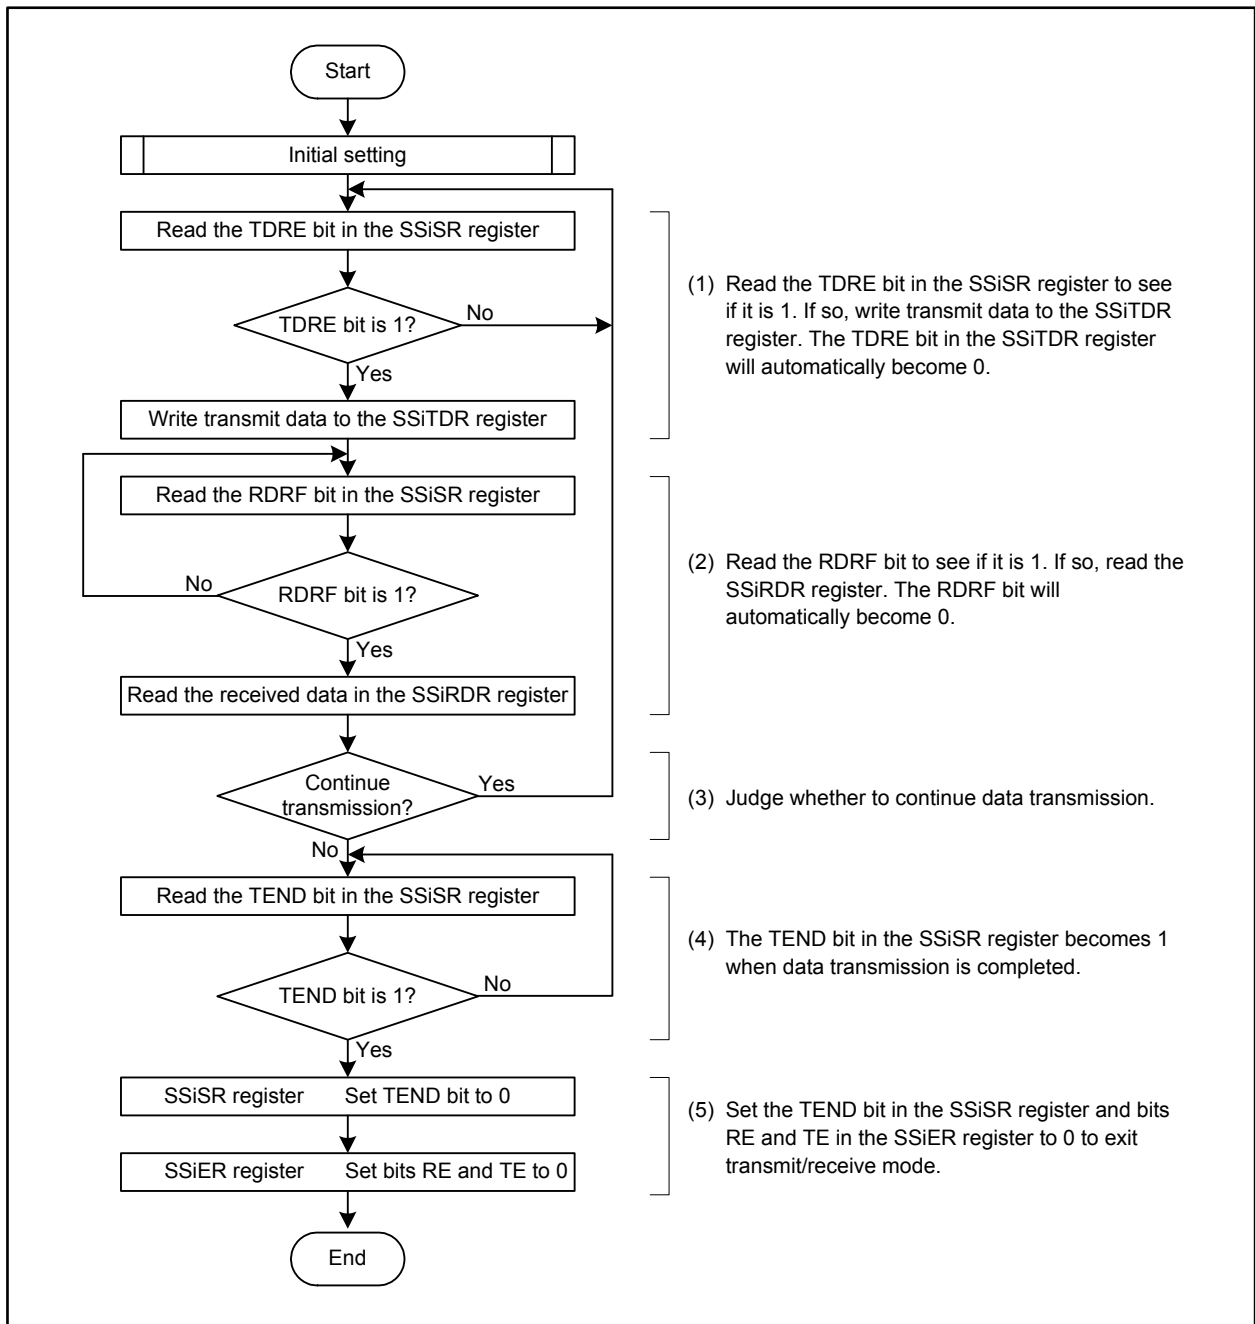 Start
Initial setting
Read the TDRE bit in the SSiSR register
TDRE bit is 1?
No
Yes
Write transmit data to the SSiTDR register
(1) Read the TDRE bit in the SSiSR register to see
if it is 1. If so, write transmit data to the SSiTDR
register. The TDRE bit in the SSiTDR register
will automatically become 0.
Read the RDRF bit in the SSiSR register
No
RDRF bit is 1?
Yes
Read the received data in the SSiRDR register
(2) Read the RDRF bit to see if it is 1. If so, read the
SSiRDR register. The RDRF bit will
automatically become 0.
Continue
transmission?
Yes
No
(3) Judge whether to continue data transmission.
Read the TEND bit in the SSiSR register
TEND bit is 1?
No
Yes
(4) The TEND bit in the SSiSR register becomes 1
when data transmission is completed.
SSiSR register Set TEND bit to 0
SSiER register Set bits RE and TE to 0
(5) Set the TEND bit in the SSiSR register and bits
RE and TE in the SSiER register to 0 to exit
transmit/receive mode.
End